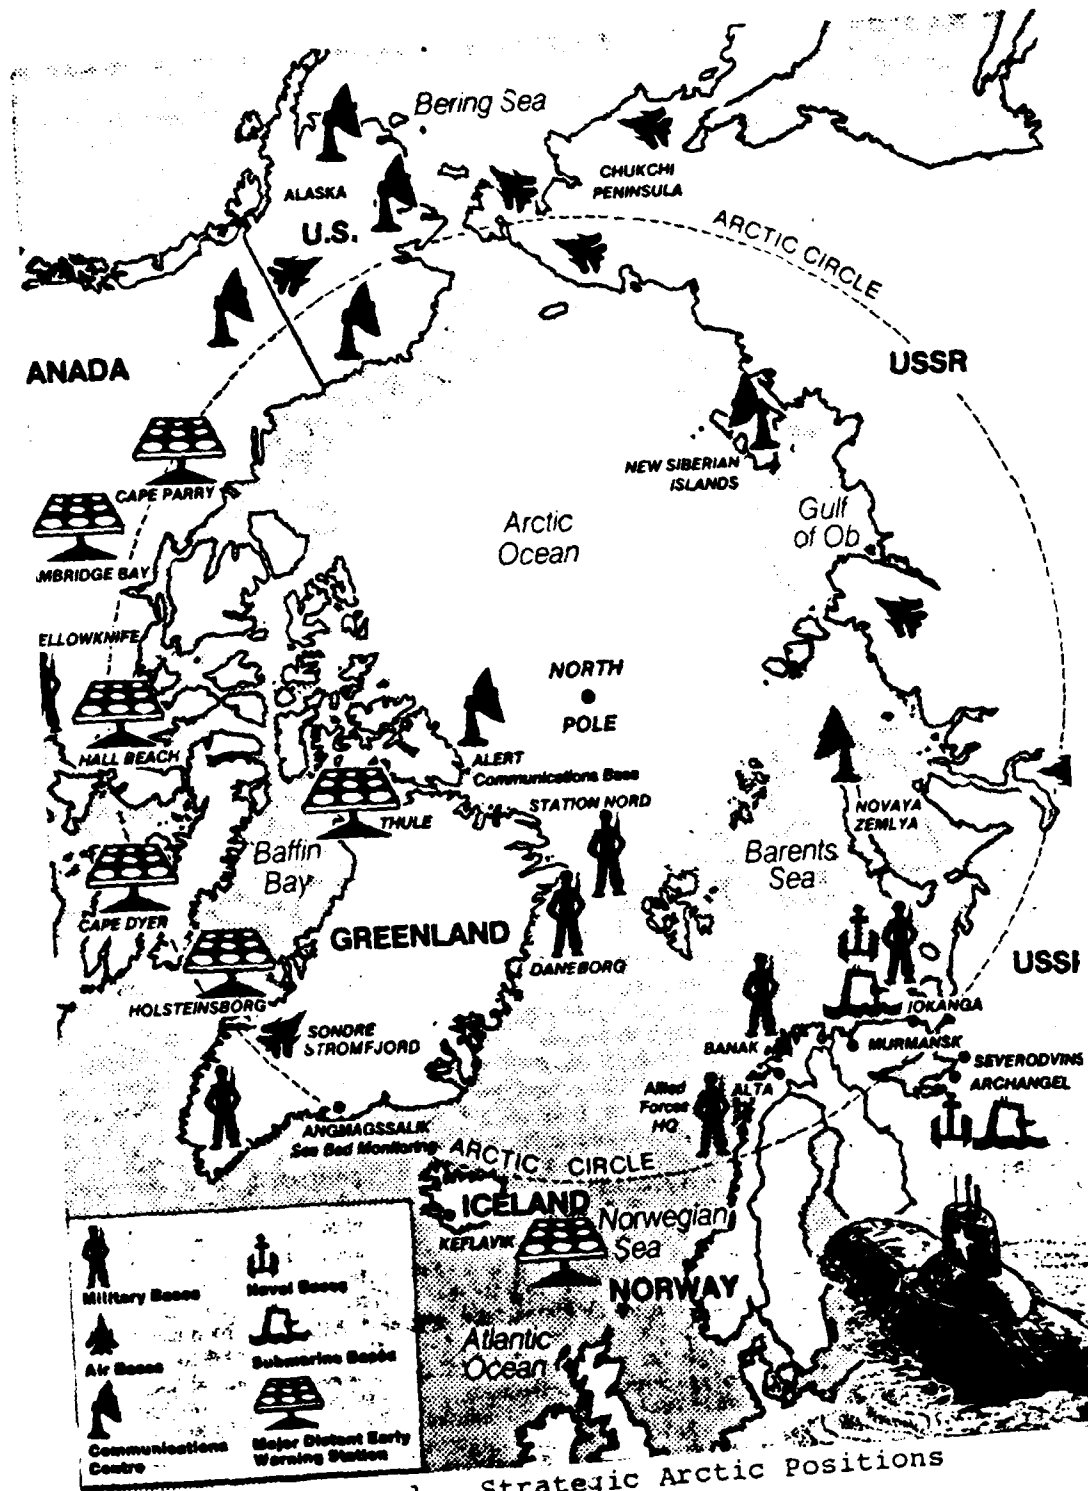 Bering Sea
CHUKCHI
PENINSULA
ALASKA
U.S.
ARCTIC CIRCLE
ANADA
USSR
CAPE PARRY
NEW SIBERIAN
ISLANDS
Arctic
Ocean
Gulf
of Ob
MBRIDGE BAY
ELLOWKNIFE
NORTH
POLE
HALL BEACH
ALERT
Communications Base
STATION NORD
THULE
NOVAYA
ZEMLYA
Baffin
Bay
Barents
Sea
CAPE DYER
GREENLAND
DANEBORG
USSR
HOLSTEINSBORG
IOKANGA
SONDRE
STROMFJORD
BANAK
MURMANSK
SEVERODVINS
ARCHANGEL
Allied
Forces
HQ
ALTA
ANGMAGSSALIK
Sea Bed Monitoring
ARCTIC CIRCLE
ICELAND
KEFLAVIK
Norwegian
Sea
NORWAY
Atlantic
Ocean
Military Bases
Naval Bases
Air Bases
Submarine Bases
Communications
Centre
Major Distant Early
Warning Station
Strategic Arctic Positions